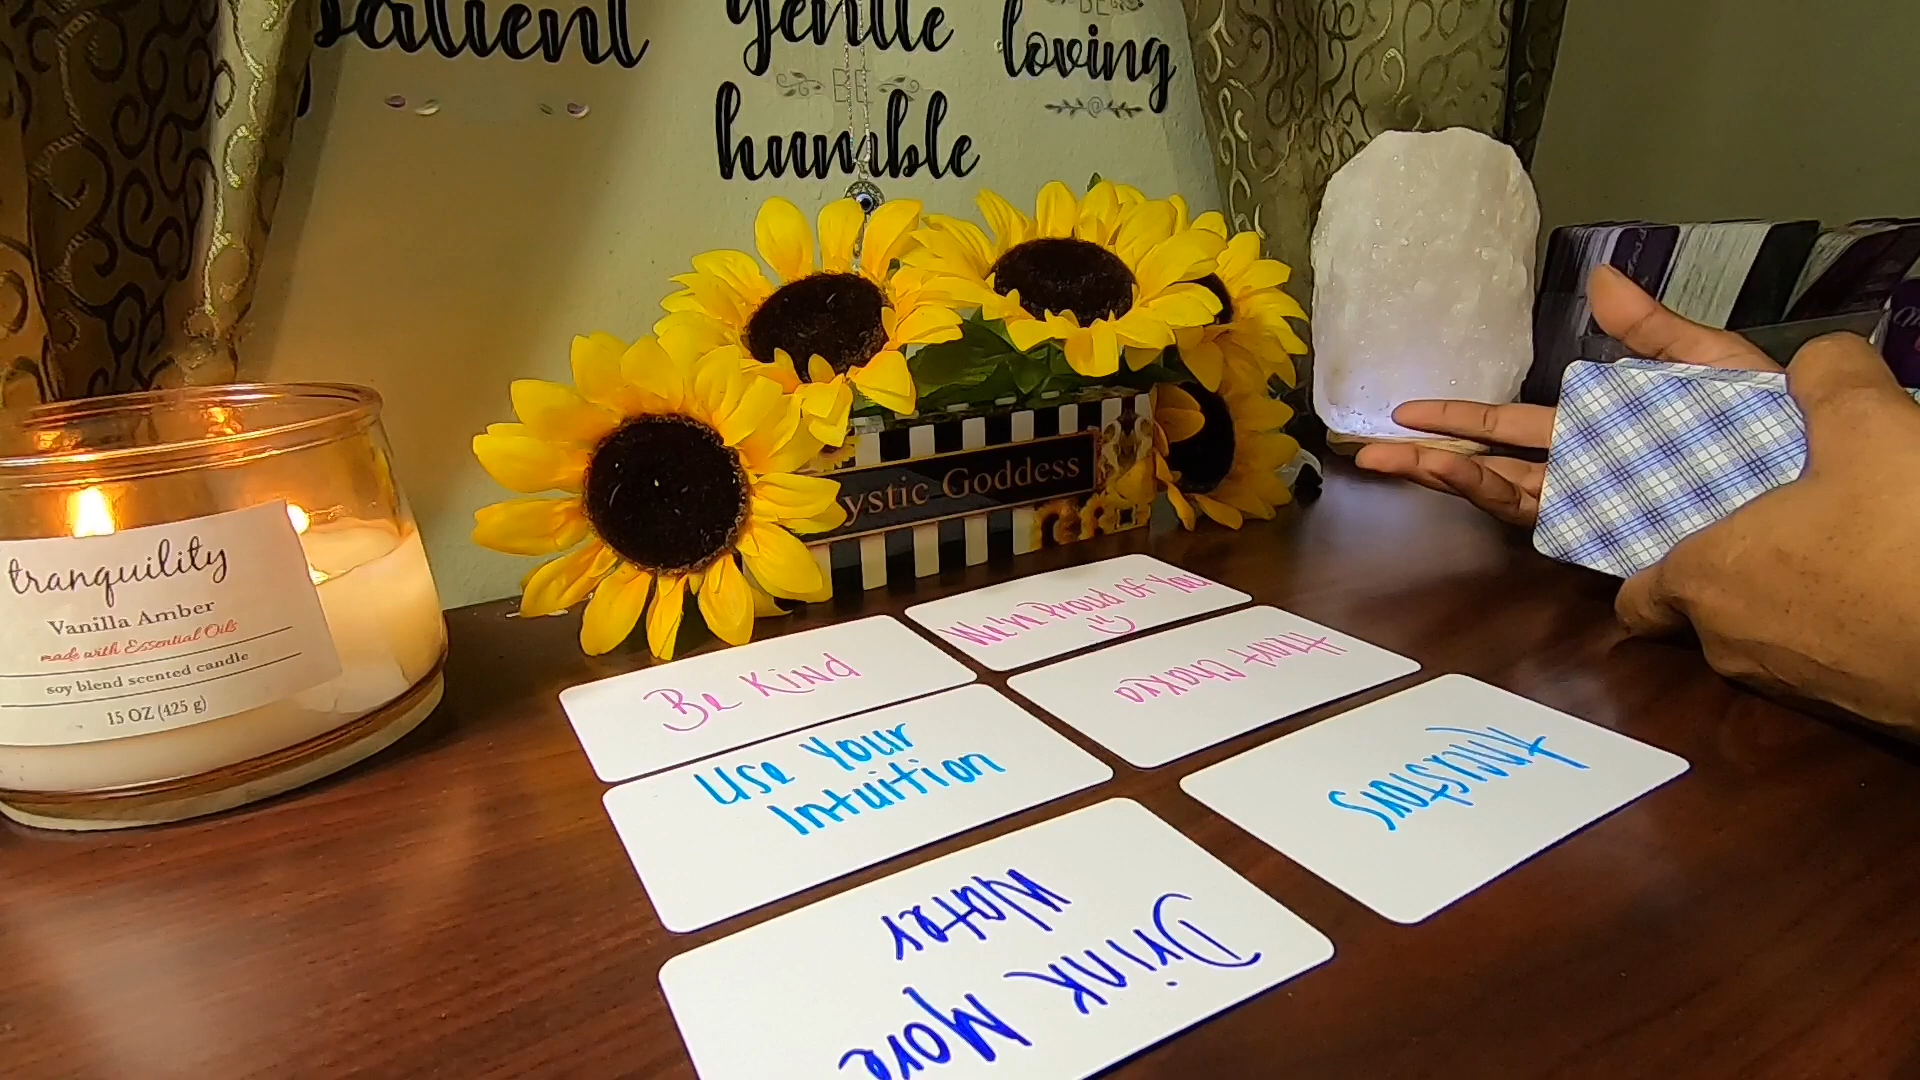 patient
gentle
BE
loving
BE
humble
ystic Goddess
tranquility
Vanilla Amber
made with Essential Oils
soy blend scented candle
15 OZ (425 g)
We'r Proud of You
Be Kind
Heart Chakra
Use Your
Intuition
Ancestors
Drink More
Water